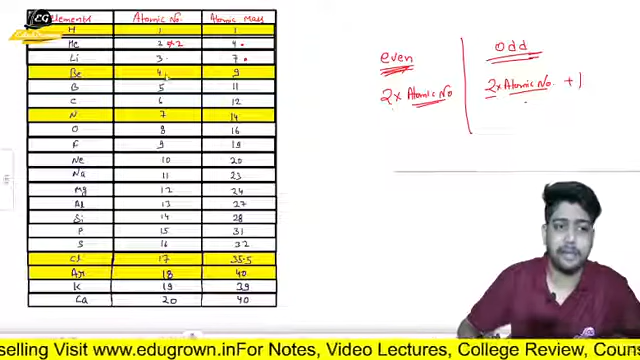 EG
EduGrown
Elements Atomic No. Atomic Mass
H 1 1
He 2 ×2 4
Li 3 7
Be 4 9
B 5 11
C 6 12
N 7 14
O 8 16
F 9 19
Ne 10 20
Na 11 23
Mg 12 24
Al 13 27
Si 14 28
P 15 31
S 16 32
Cl 17 35.5
Ar 18 40
K 19 39
Ca 20 40
even
2× Atomic No
odd
2× Atomic No. + 1
selling Visit www.edugrown.inFor Notes, Video Lectures, College Review, Couns